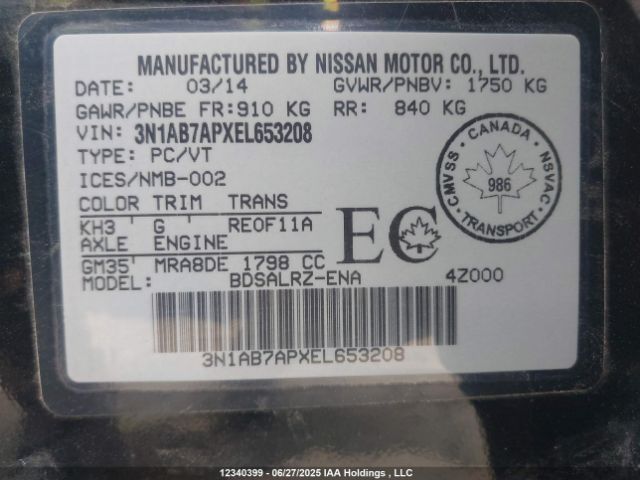 MANUFACTURED BY NISSAN MOTOR CO., LTD.
DATE: 03/14 GVWR/PNBV: 1750 KG
GAWR/PNBE FR:910 KG RR: 840 KG
VIN: 3N1AB7APXEL653208
TYPE: PC/VT
ICES/NMB-002
COLOR TRIM TRANS
KH3 ' G ' RE0F11A
AXLE ENGINE
GM35' MRA8DE 1798 CC
MODEL: BDSALRZ-ENA 4Z000
EC
CANADA
CMVSS NSVAC
986
TRANSPORT
3N1AB7APXEL653208
12340399 - 06/27/2025 IAA Holdings , LLC